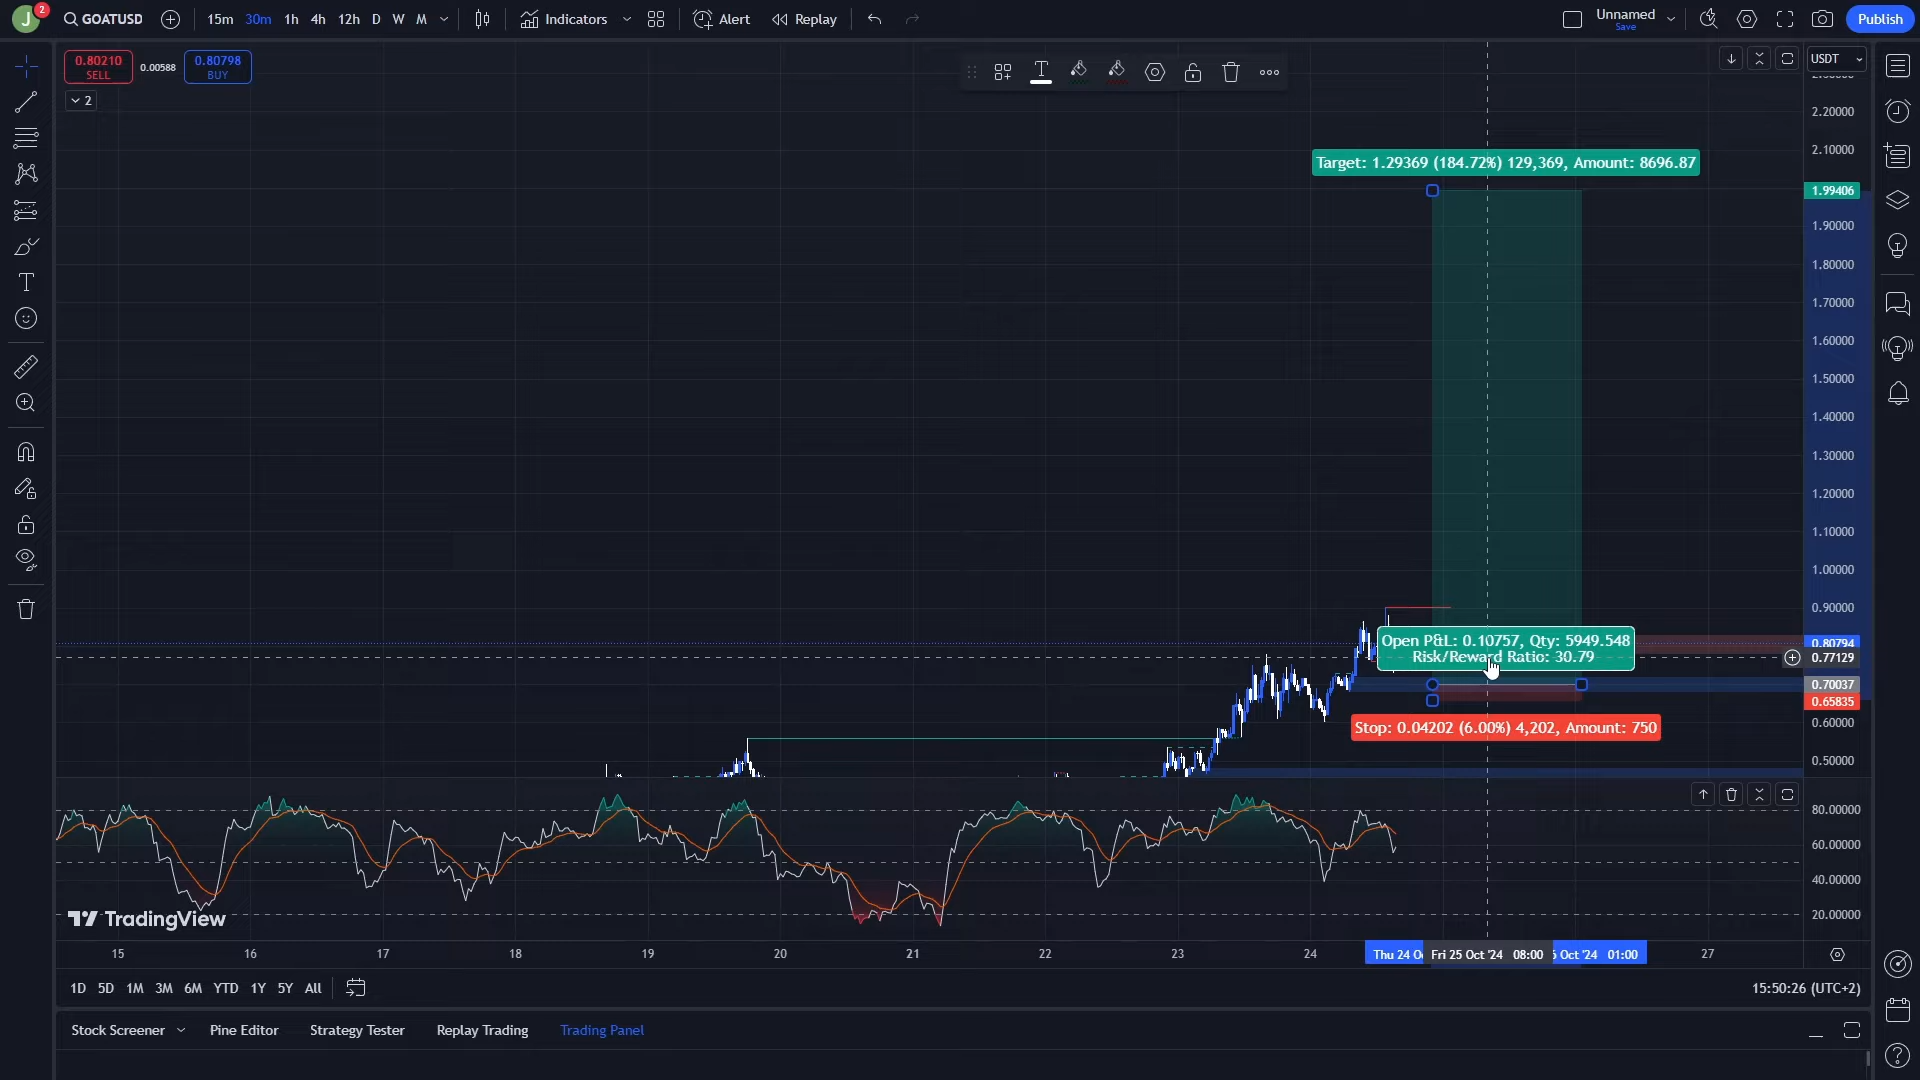 J
2
GOATUSD
15m
30m
1h
4h
12h
D
W
M
Indicators
Alert
Replay
Unnamed
Save
Publish
0.80210
SELL
0.00588
0.80798
BUY
2
USDT
2.20000
2.10000
Target: 1.29369 (184.72%) 129,369, Amount: 8696.87
1.99406
1.90000
1.80000
1.70000
1.60000
1.50000
1.40000
1.30000
1.20000
1.10000
1.00000
0.90000
Open P&L: 0.10757, Qty: 5949.548
Risk/Reward Ratio: 30.79
0.80794
0.77129
0.70037
0.65835
Stop: 0.04202 (6.00%) 4,202, Amount: 750
0.60000
0.50000
80.00000
60.00000
40.00000
20.00000
TradingView
15
16
17
18
19
20
21
22
23
24
Thu 24 O
Fri 25 Oct '24 08:00
Oct '24 01:00
27
1D
5D
1M
3M
6M
YTD
1Y
5Y
All
15:50:26 (UTC+2)
Stock Screener
Pine Editor
Strategy Tester
Replay Trading
Trading Panel